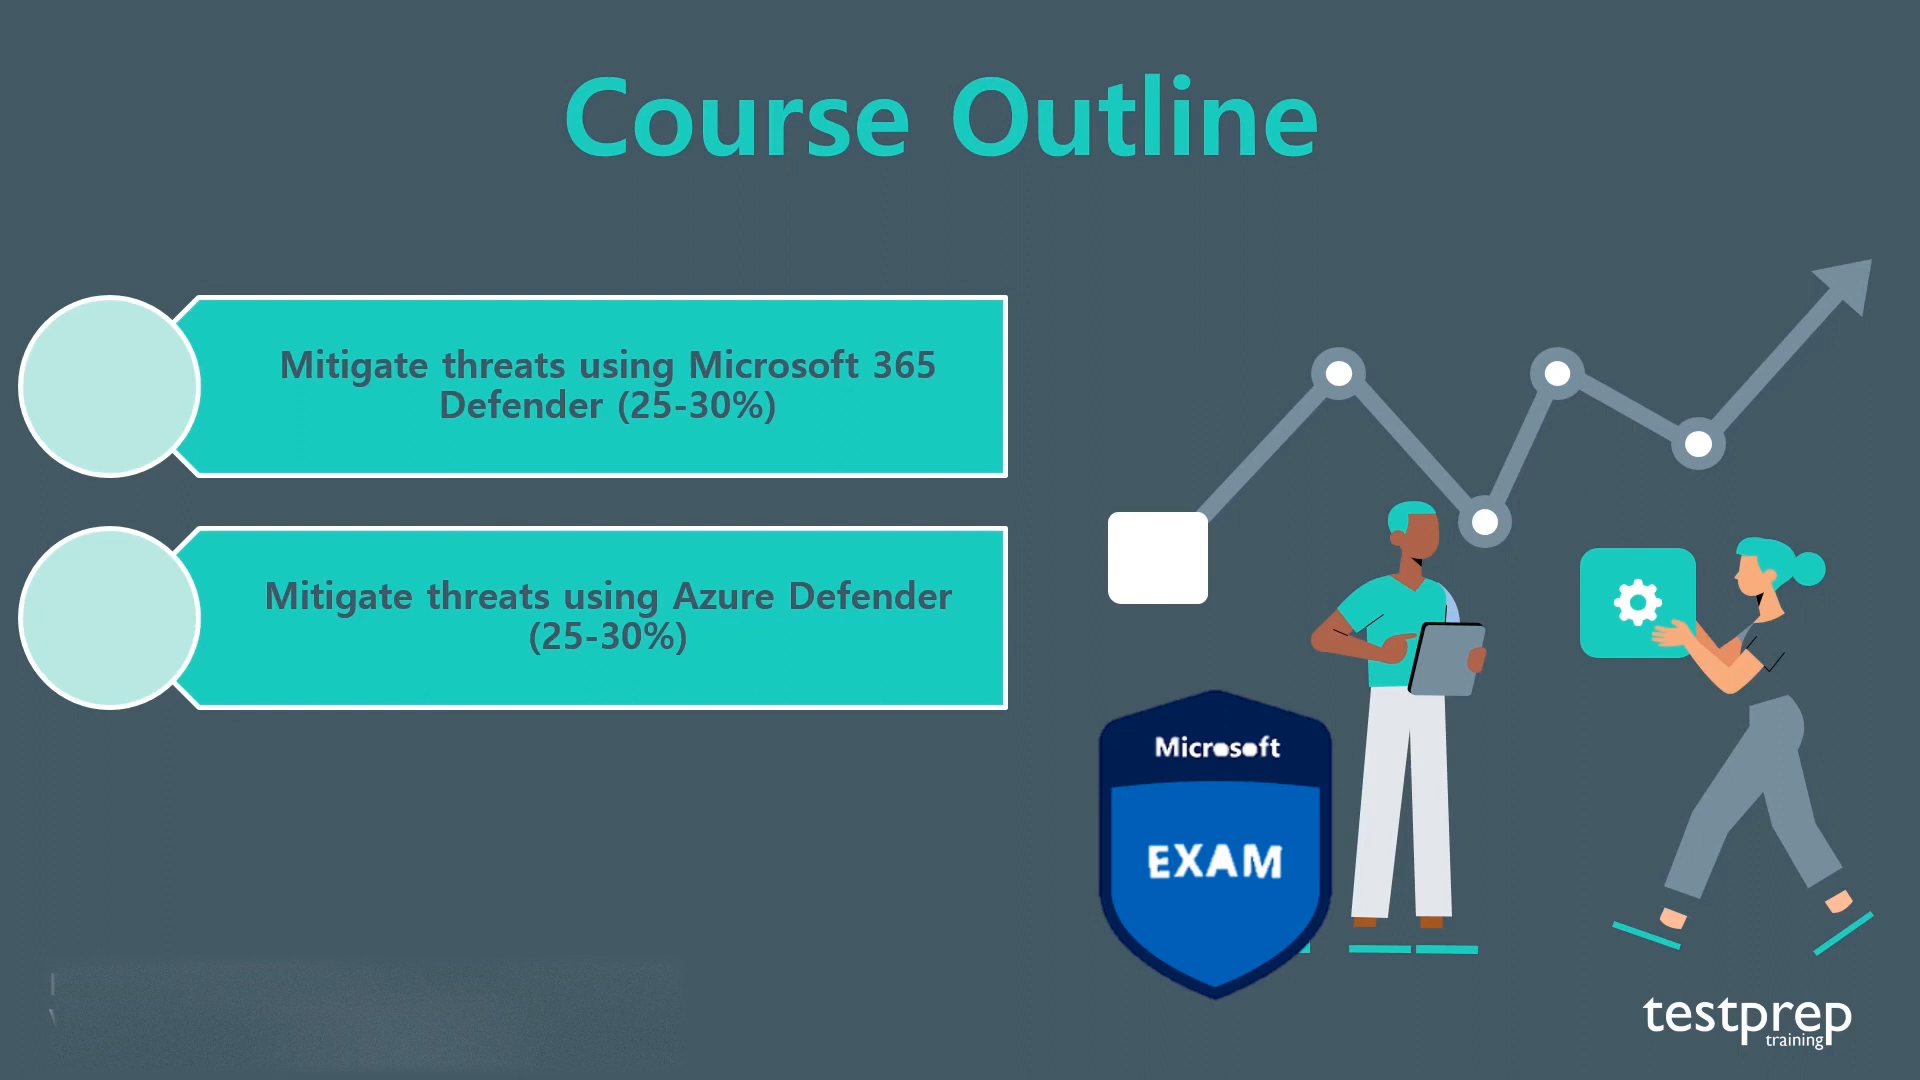 Course Outline
Mitigate threats using Microsoft 365
Defender (25-30%)
Mitigate threats using Azure Defender
(25-30%)
Microsoft
EXAM
testprep
training